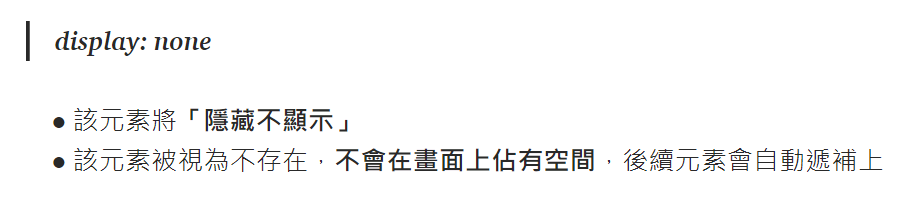 display: none
● 該元素將「隱藏不顯示」
● 該元素被視為不存在，不會在畫面上佔有空間，後續元素會自動遞補上